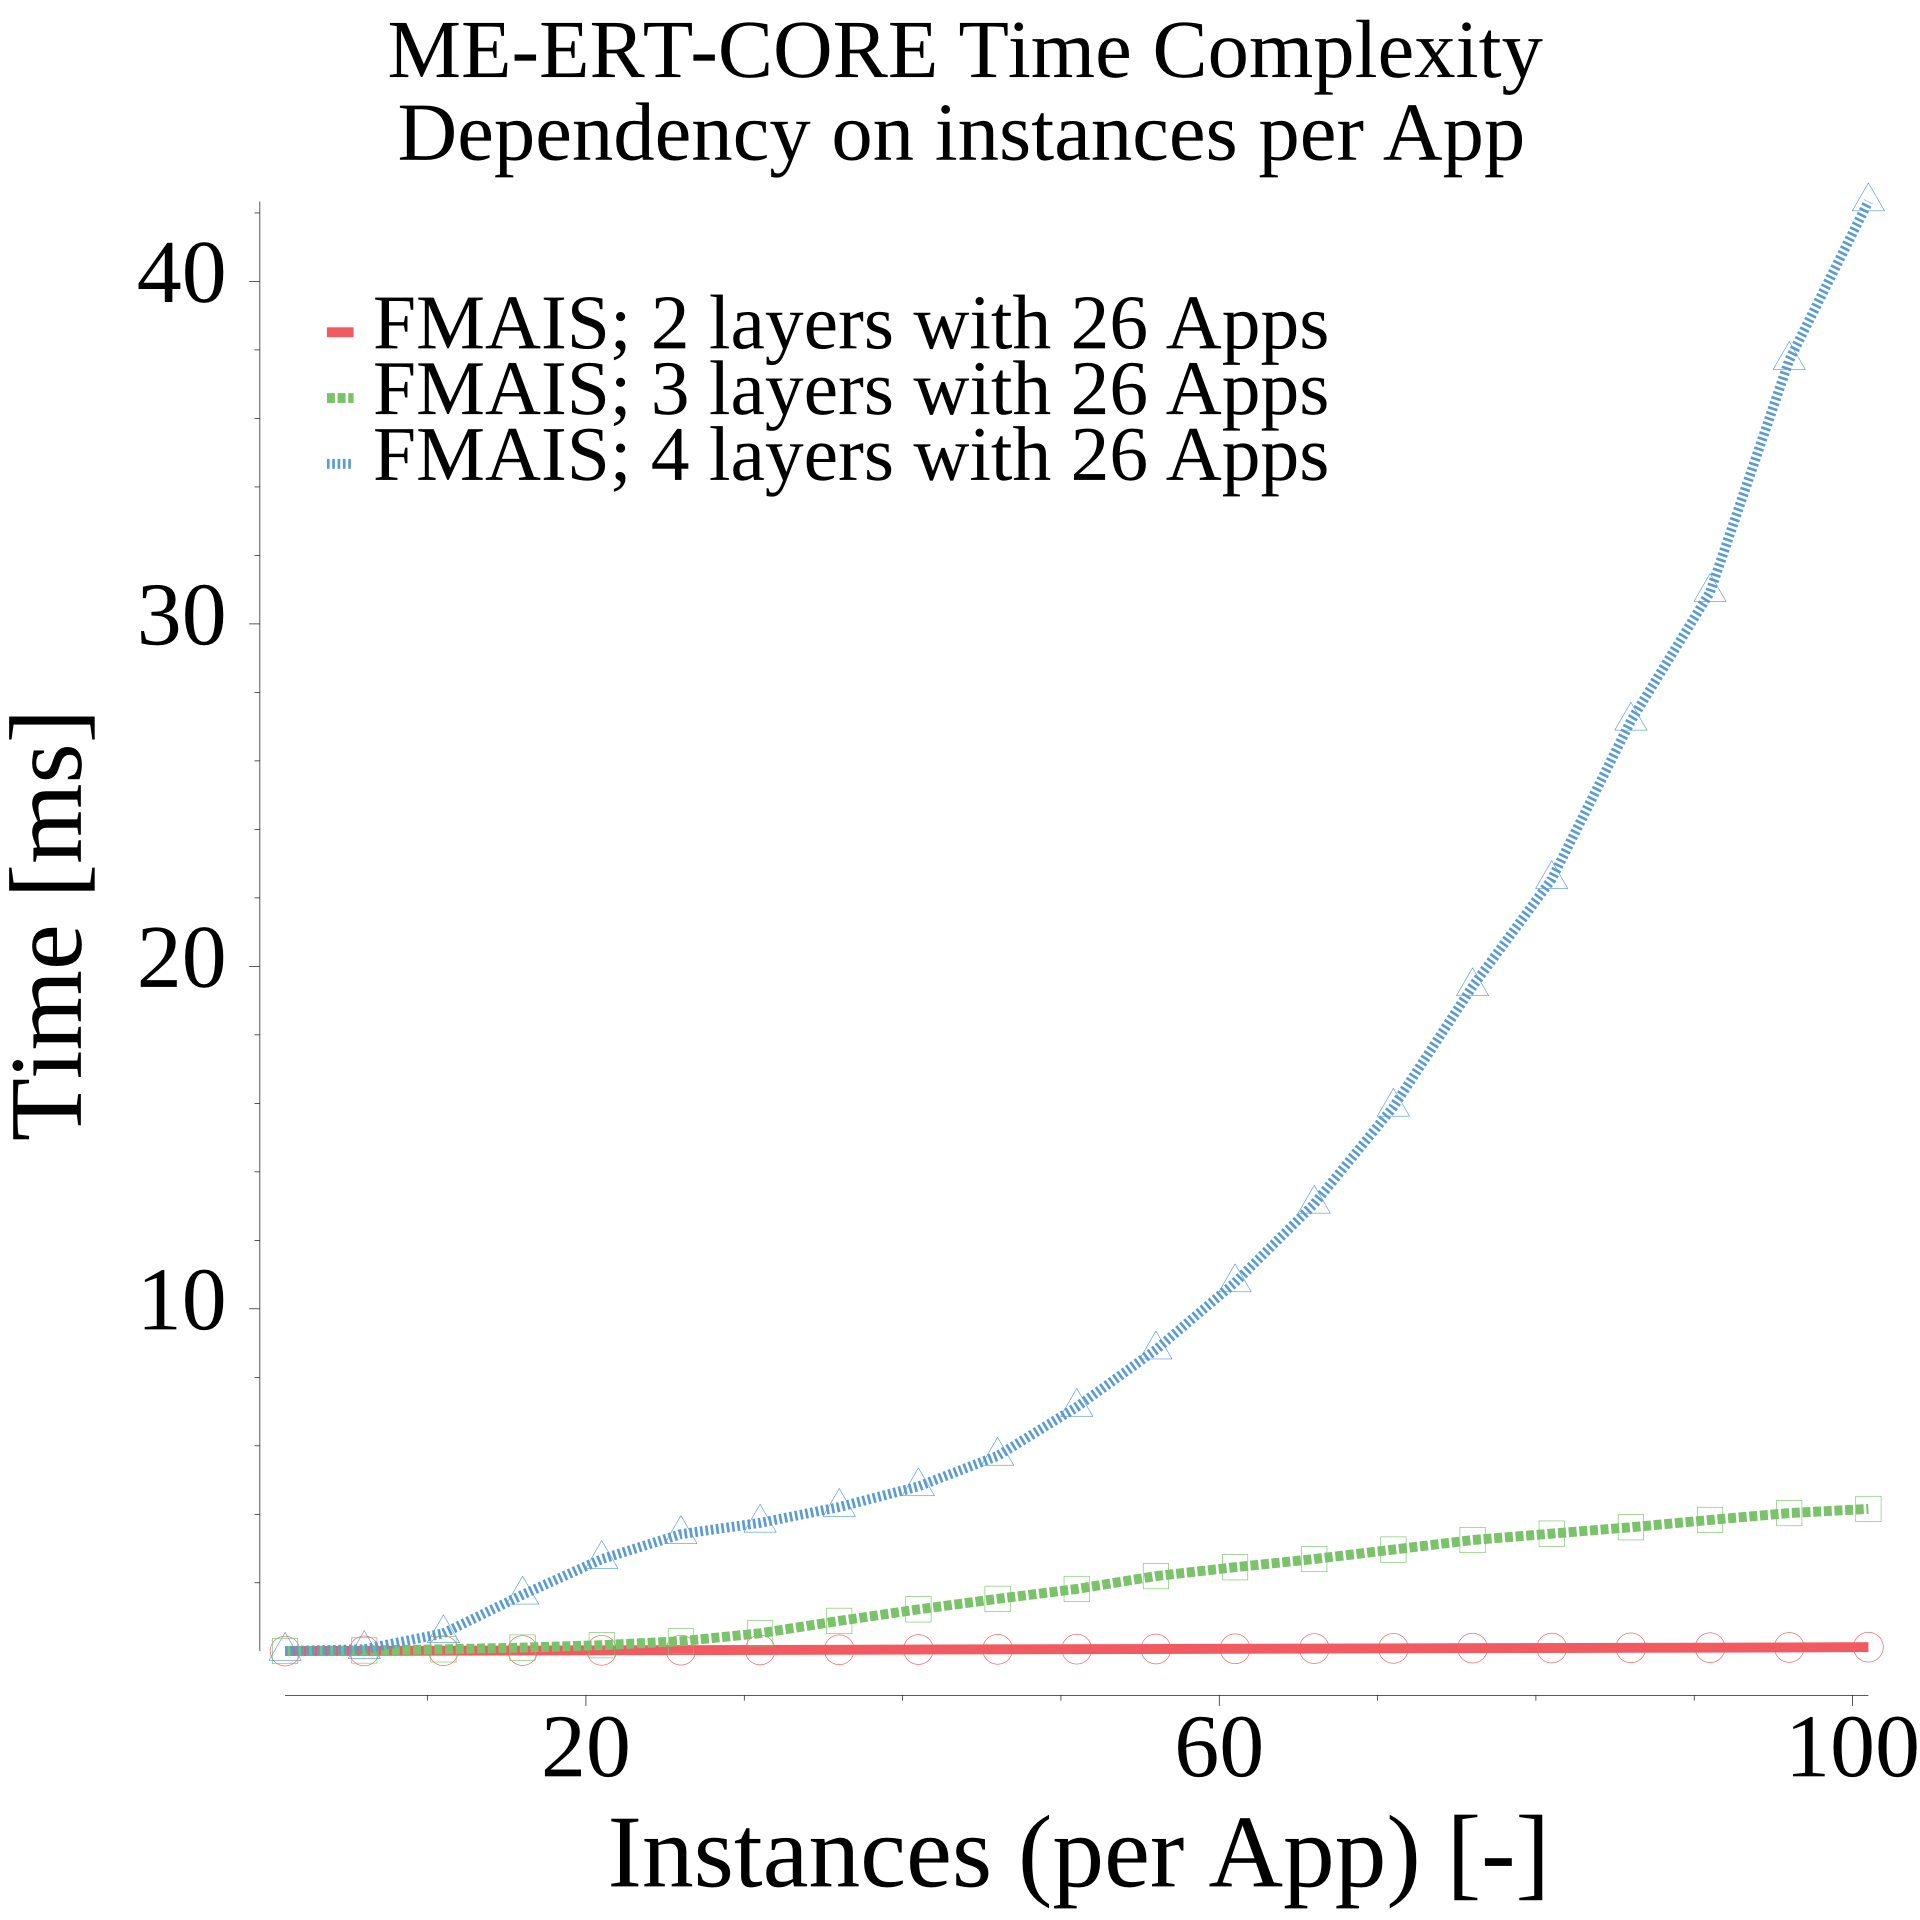 ME-ERT-CORE Time Complexity
Dependency on instances per App
40
FMAIS; 2 layers with 26 Apps
FMAIS; 3 layers with 26 Apps
FMAIS; 4 layers with 26 Apps
30
Time [ms]
20
10
20
60
100
Instances (per App) [-]